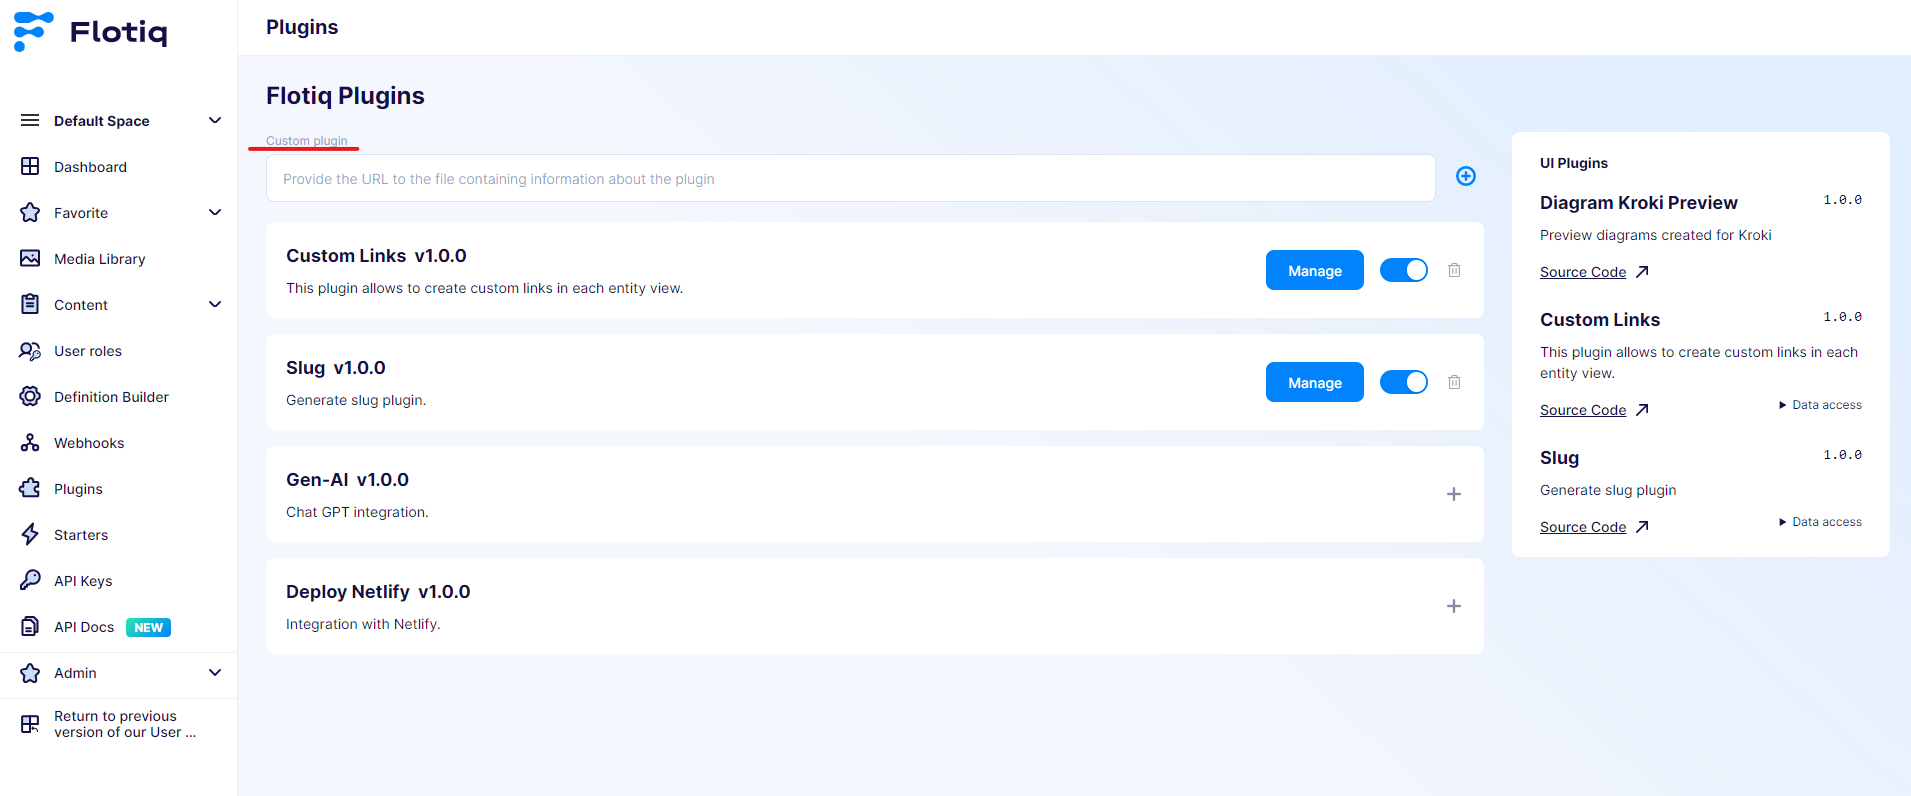 Flotiq
Plugins
Default Space
Dashboard
Favorite
Media Library
Content
User roles
Definition Builder
Webhooks
Plugins
Starters
API Keys
API Docs NEW
Admin
Return to previous
version of our User ...
Flotiq Plugins
Custom plugin
Provide the URL to the file containing information about the plugin
Custom Links v1.0.0
This plugin allows to create custom links in each entity view.
Manage
Slug v1.0.0
Generate slug plugin.
Manage
Gen-AI v1.0.0
Chat GPT integration.
Deploy Netlify v1.0.0
Integration with Netlify.
UI Plugins
Diagram Kroki Preview 1.0.0
Preview diagrams created for Kroki
Source Code
Custom Links 1.0.0
This plugin allows to create custom links in each
entity view.
Source Code Data access
Slug 1.0.0
Generate slug plugin
Source Code Data access